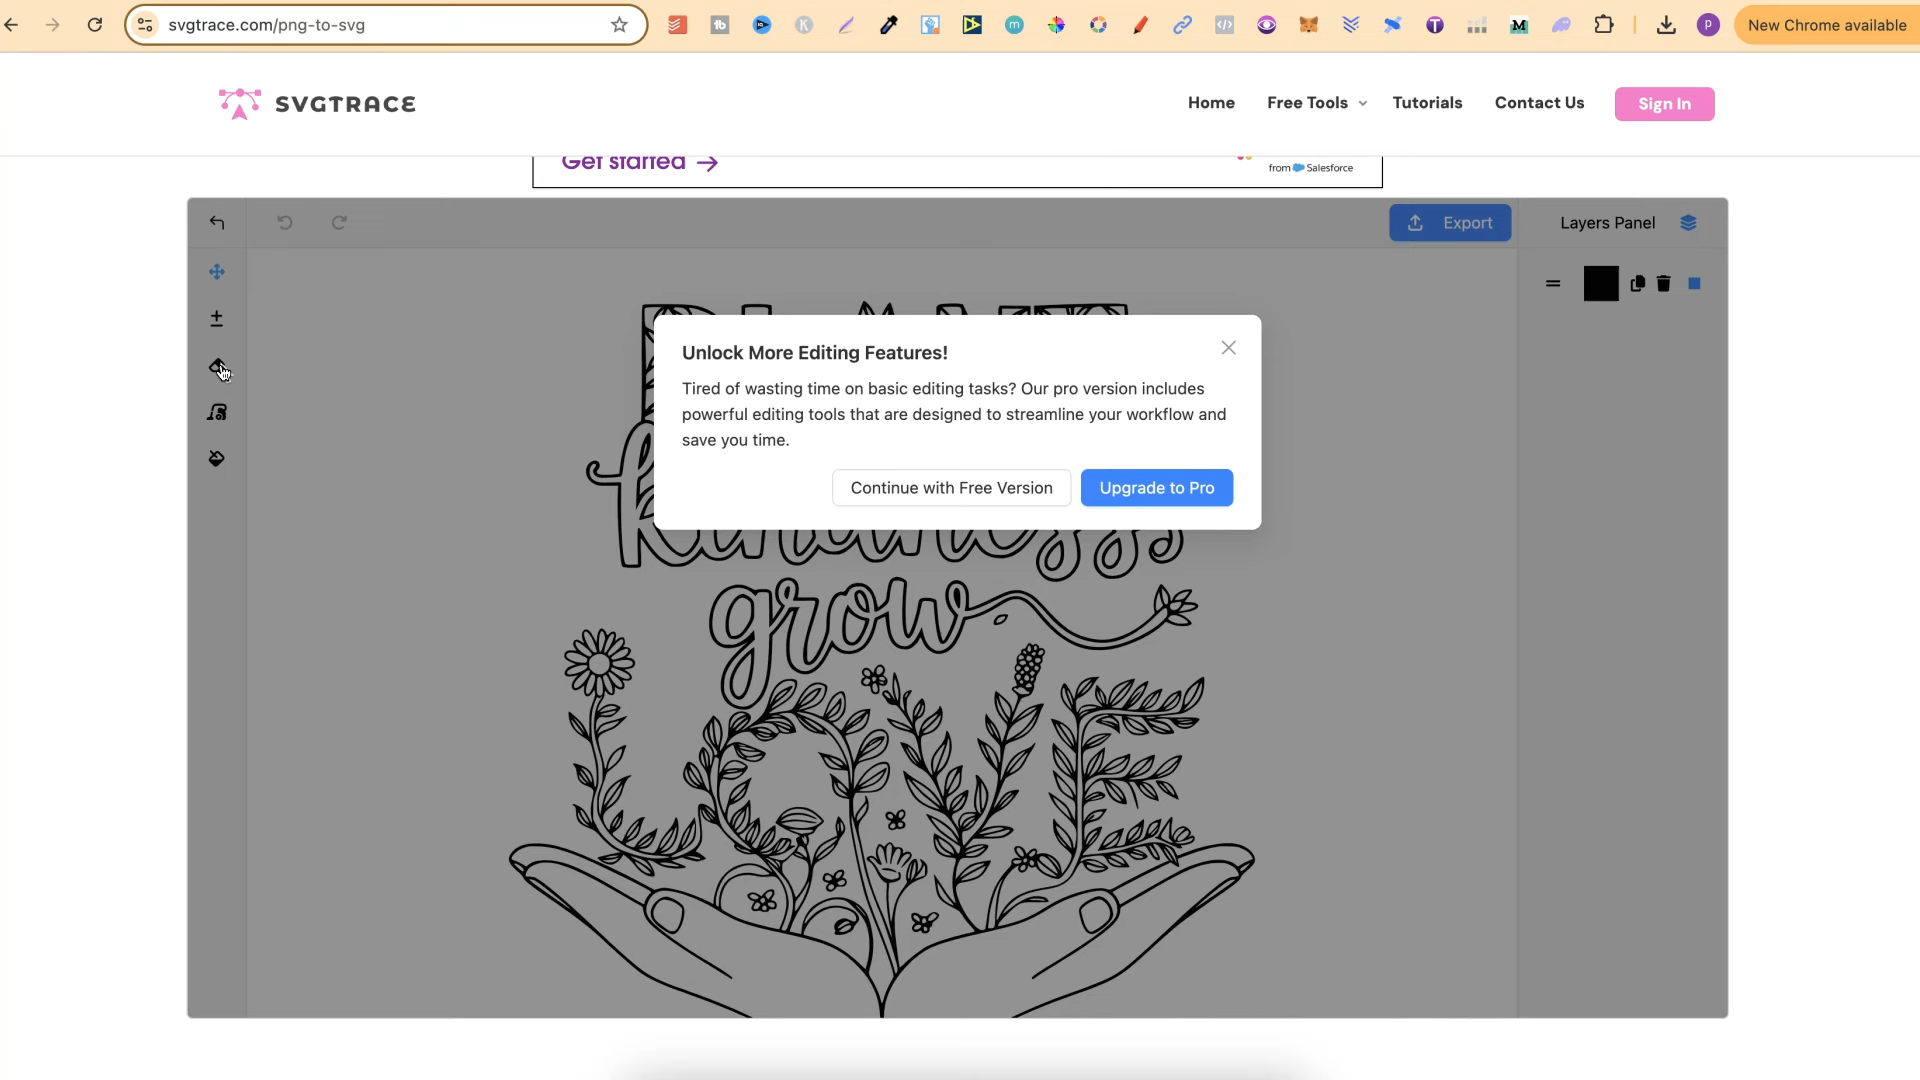 svgtrace.com/png-to-svg
New Chrome available
SVGTRACE
Home
Free Tools
Tutorials
Contact Us
Sign In
Get started →
from Salesforce
Export
Layers Panel
Unlock More Editing Features!
Tired of wasting time on basic editing tasks? Our pro version includes
powerful editing tools that are designed to streamline your workflow and
save you time.
Continue with Free Version
Upgrade to Pro
kindness
grow
LOVE